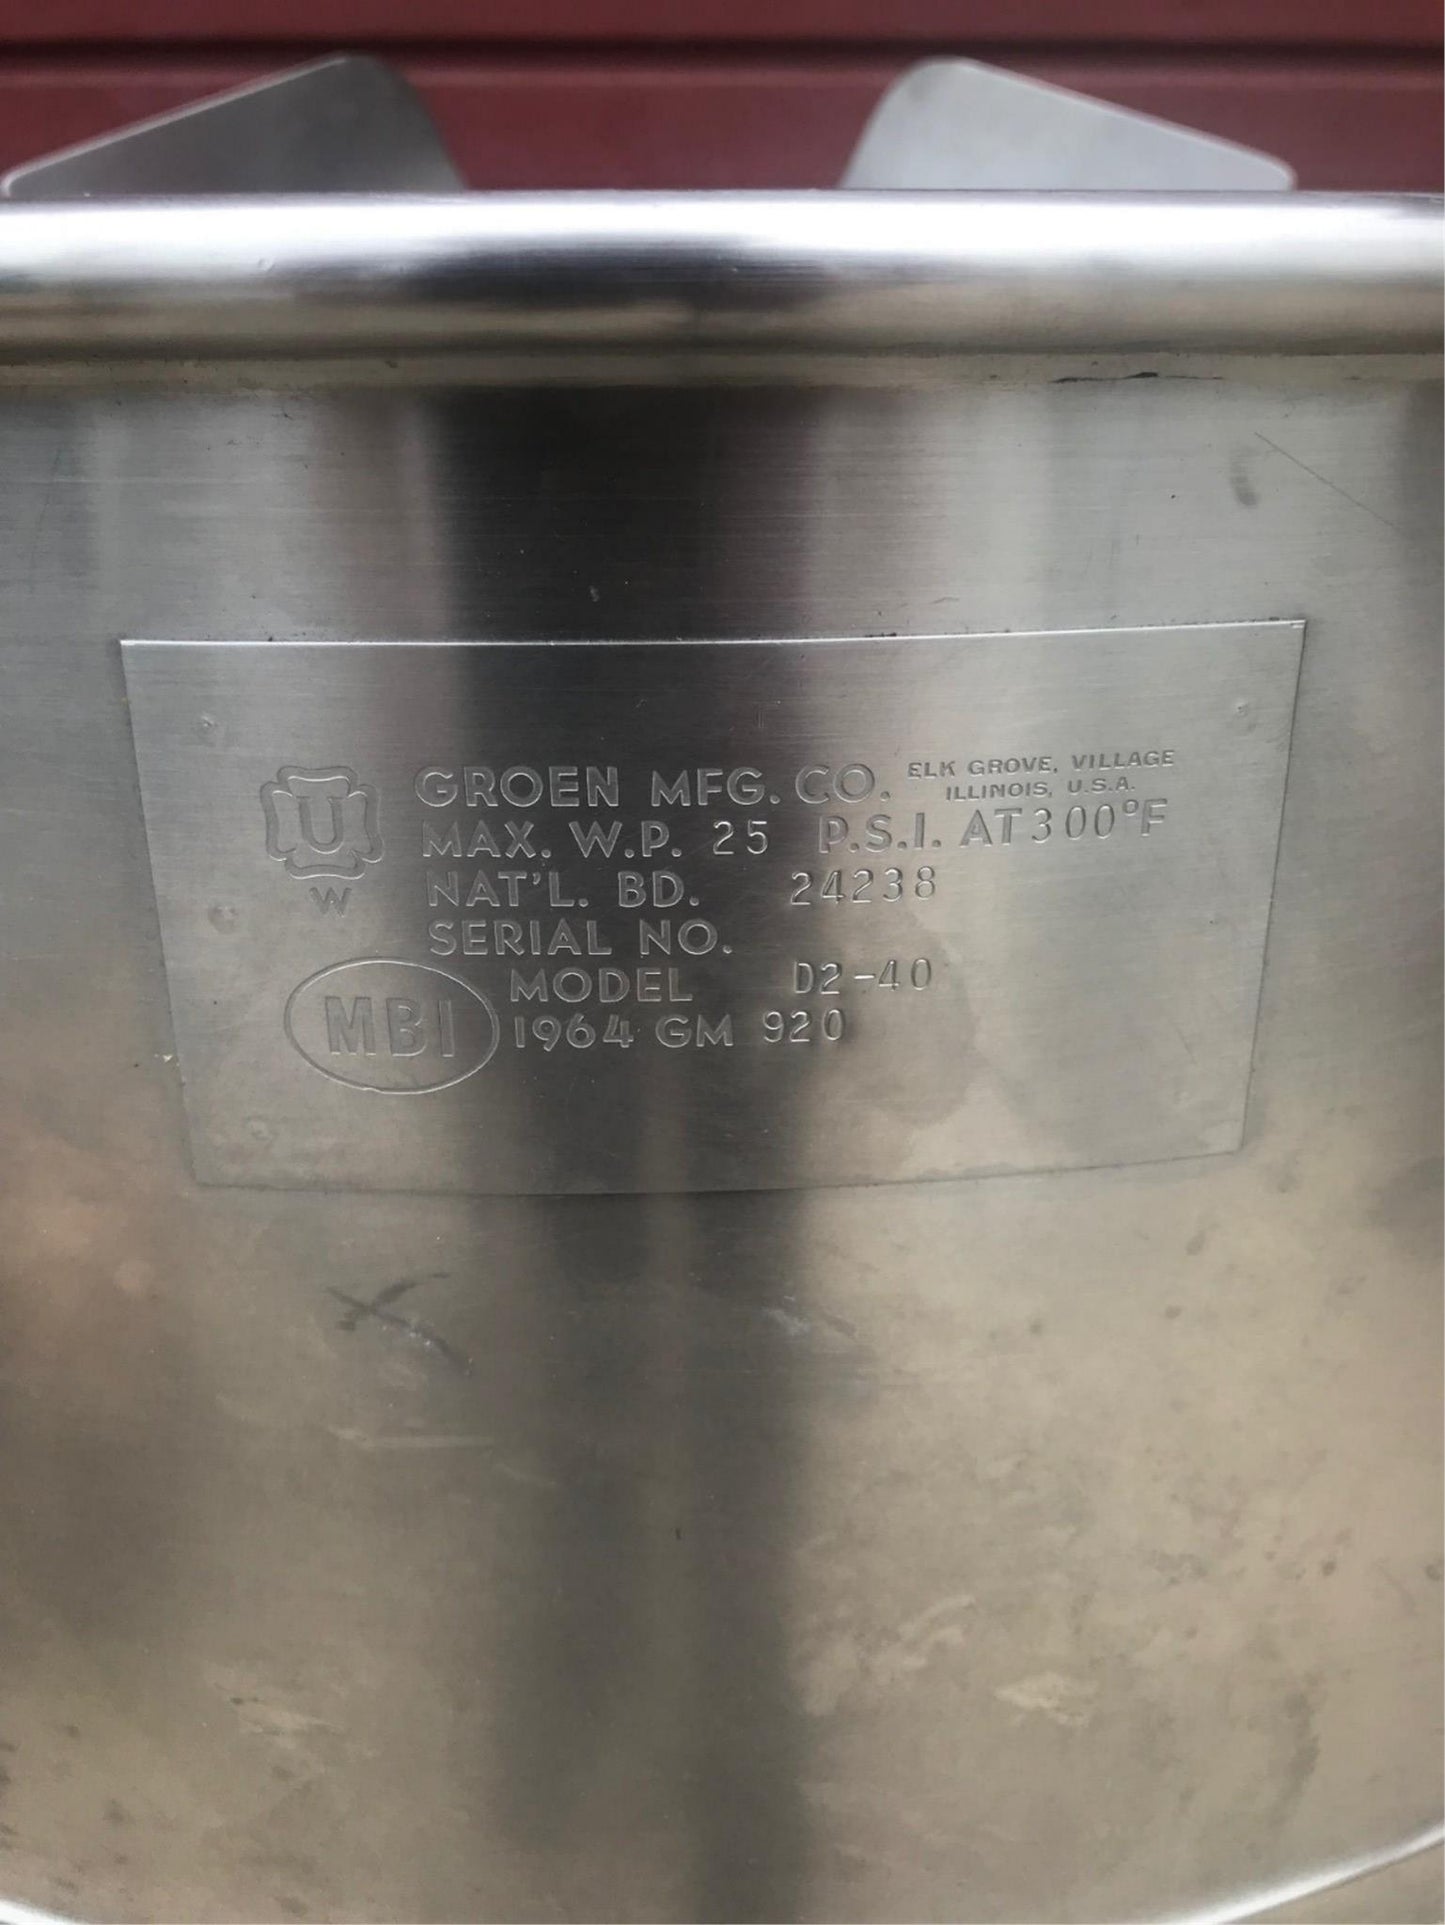 U
W
GROEN MFG. CO. ELK GROVE, VILLAGE
ILLINOIS, U.S.A.
MAX. W.P. 25 P.S.I. AT 300°F
NAT'L. BD. 24238
SERIAL NO.
MODEL D2-40
MBI
1964 GM 920